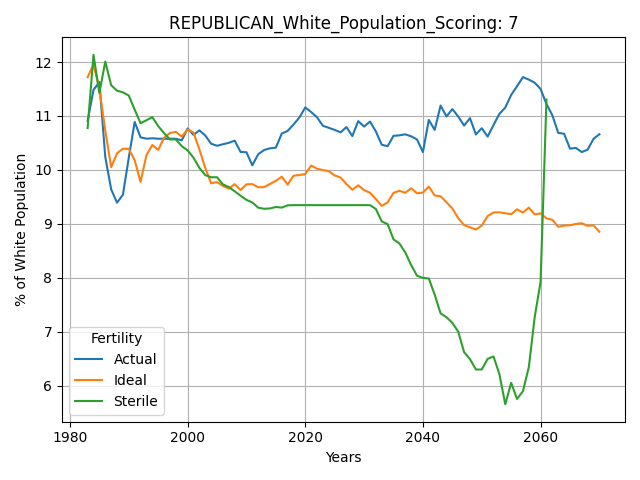 REPUBLICAN_White_Population_Scoring: 7
12
11
10
9
8
7
6
% of White Population
Fertility
Actual
Ideal
Sterile
1980
2000
2020
2040
2060
Years